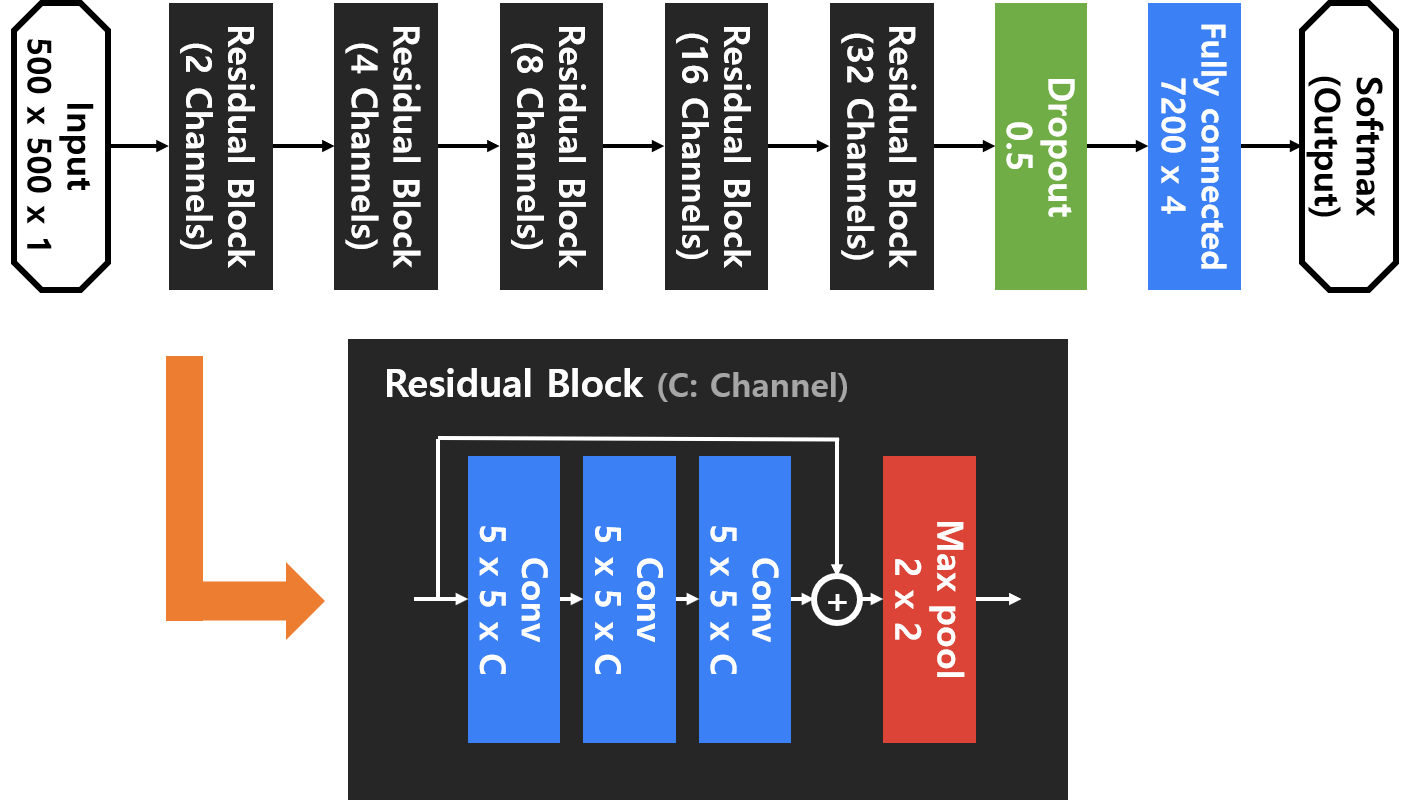 Input
500 x 500 x 1
Residual Block
(2 Channels)
Residual Block
(4 Channels)
Residual Block
(8 Channels)
Residual Block
(16 Channels)
Residual Block
(32 Channels)
Dropout
0.5
Fully connected
7200 x 4
Softmax
(Output)
Residual Block (C: Channel)
Conv
5 x 5 x C
Conv
5 x 5 x C
Conv
5 x 5 x C
+
Max pool
2 x 2